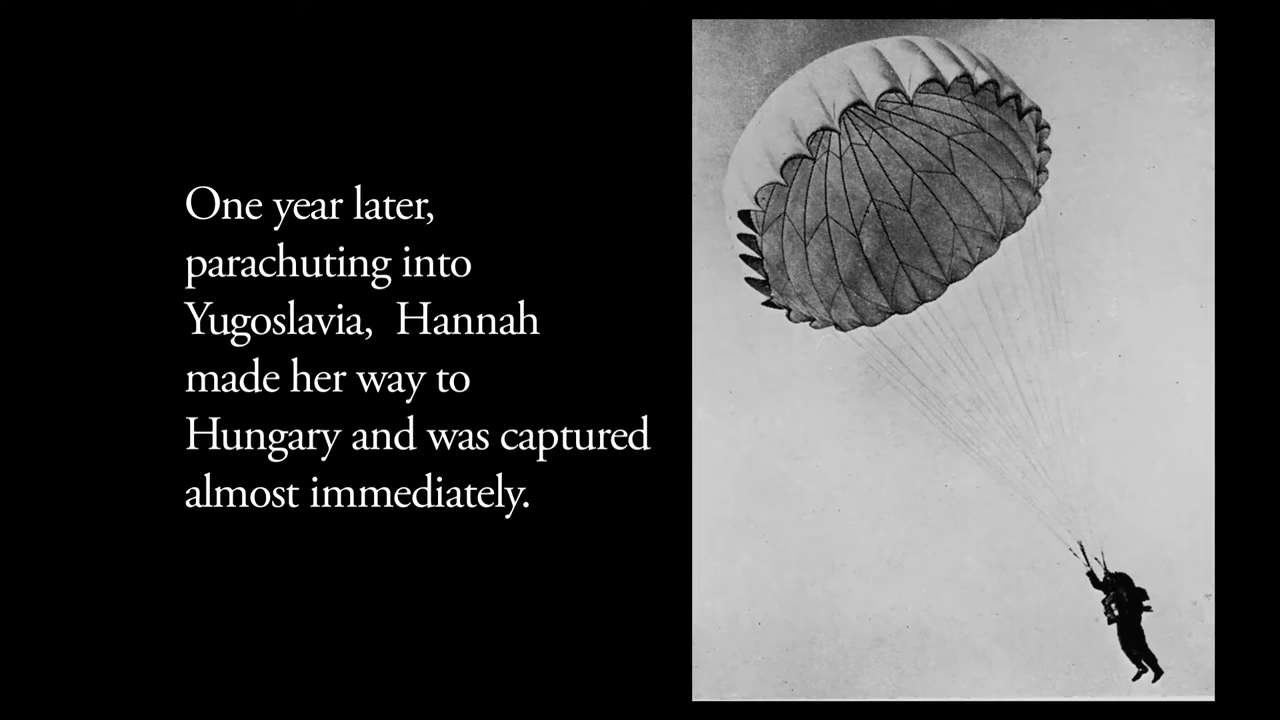 One year later,
parachuting into
Yugoslavia,  Hannah
made her way to
Hungary and was captured
almost immediately.